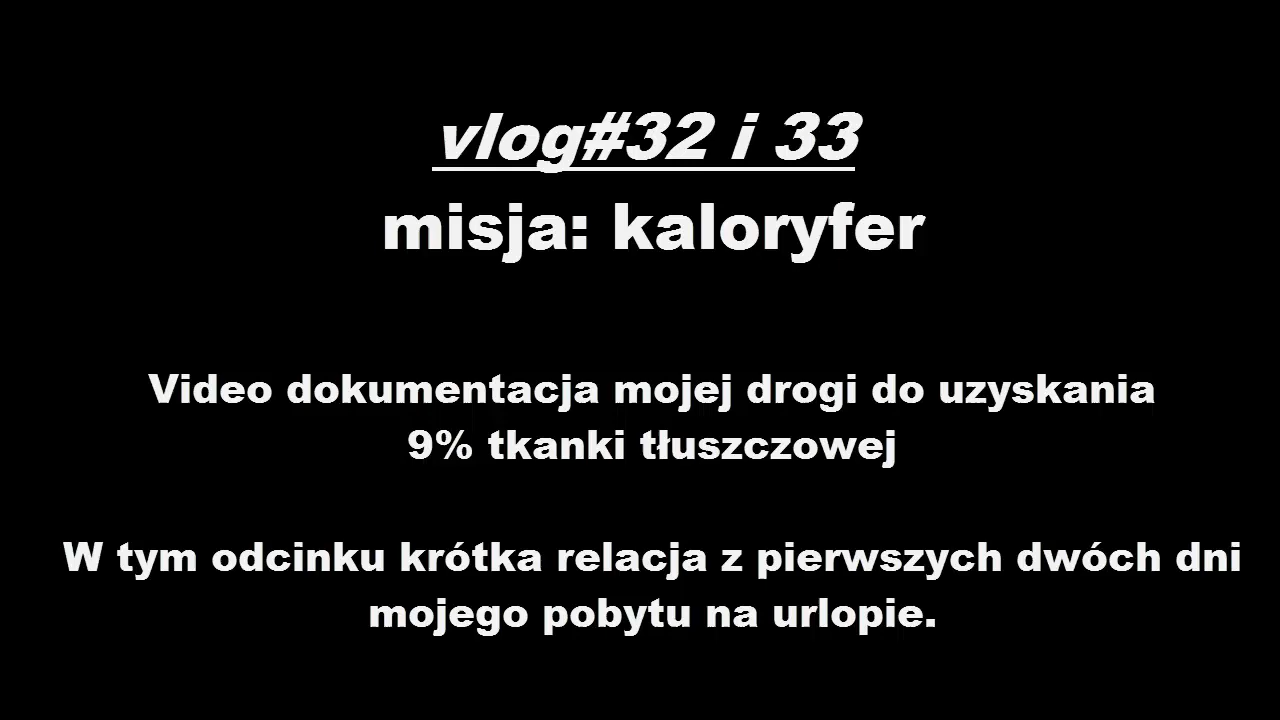 vlog#32 i 33
misja: kaloryfer
Video dokumentacja mojej drogi do uzyskania
9% tkanki tłuszczowej
W tym odcinku krótka relacja z pierwszych dwóch dni
mojego pobytu na urlopie.